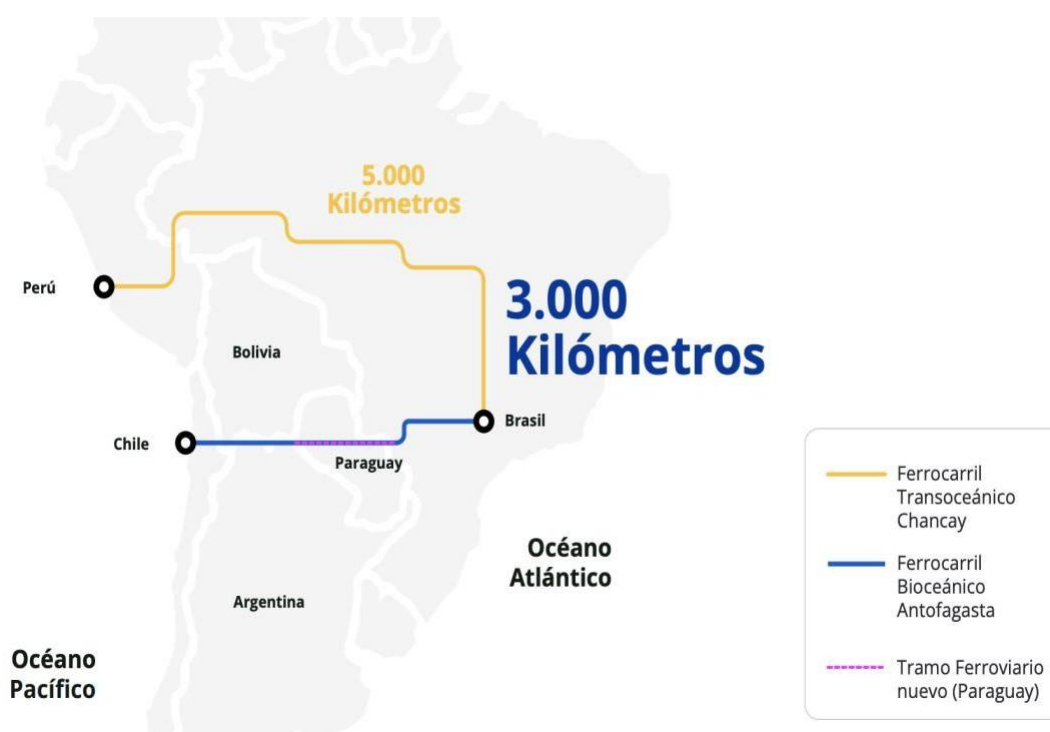 5.000
Kilómetros
Perú
3.000
Kilómetros
Bolivia
Brasil
Chile
Paraguay
Ferrocarril
Transoceánico
Chancay
Océano
Atlántico
Ferrocarril
Bioceánico
Antofagasta
Argentina
Océano
Pacífico
Tramo Ferroviario
nuevo (Paraguay)